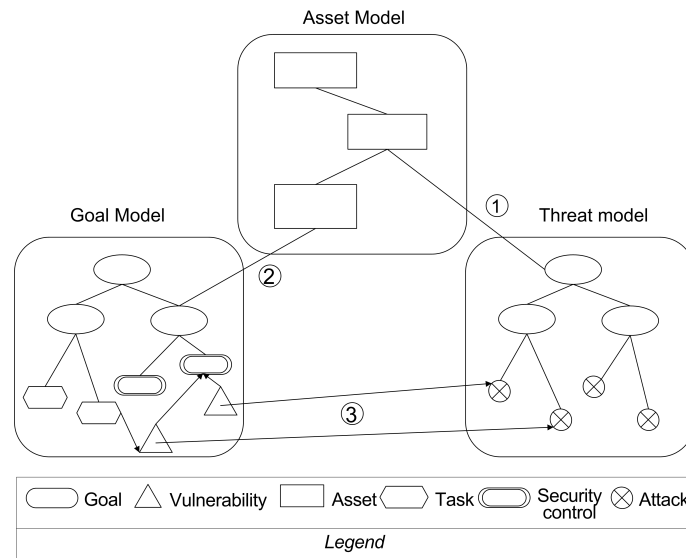 Asset Model
①
Goal Model
Threat model
②
③
Goal
Vulnerability
Asset
Task
Security control
Attack
Legend